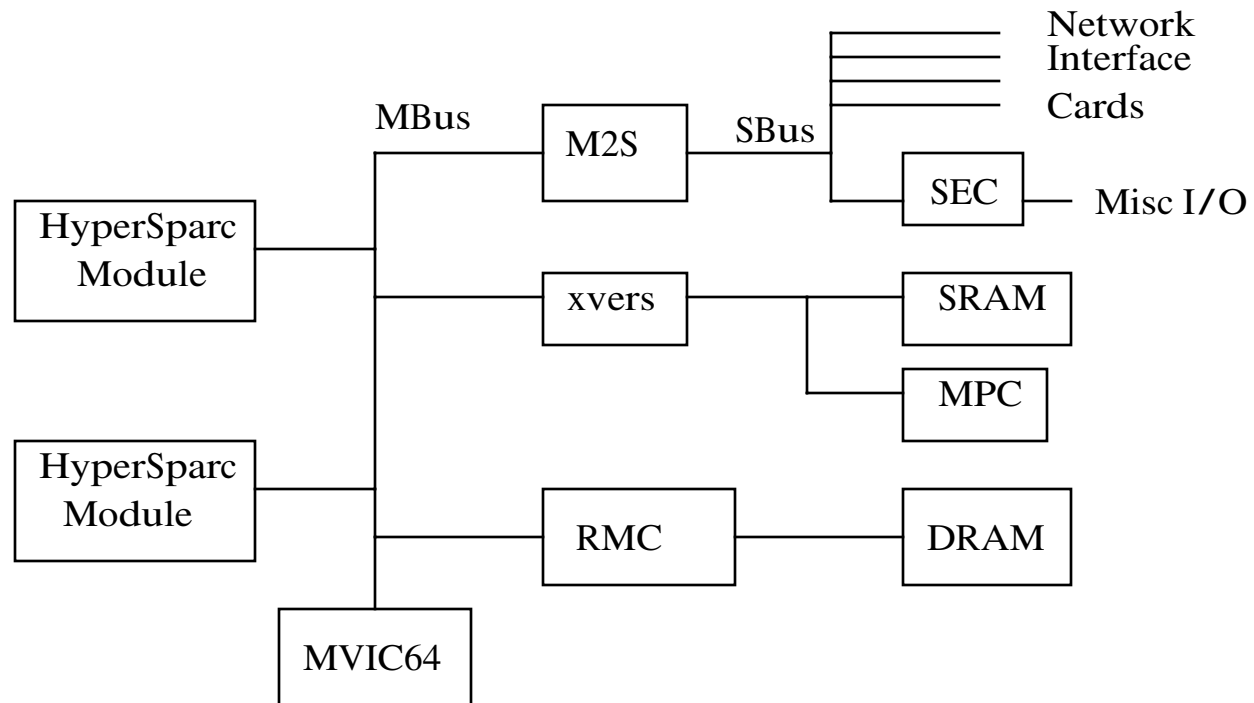 Network
Interface
Cards
MBus
M2S
SBus
SEC
Misc I/O
HyperSparc
Module
xvers
SRAM
MPC
HyperSparc
Module
RMC
DRAM
MVIC64